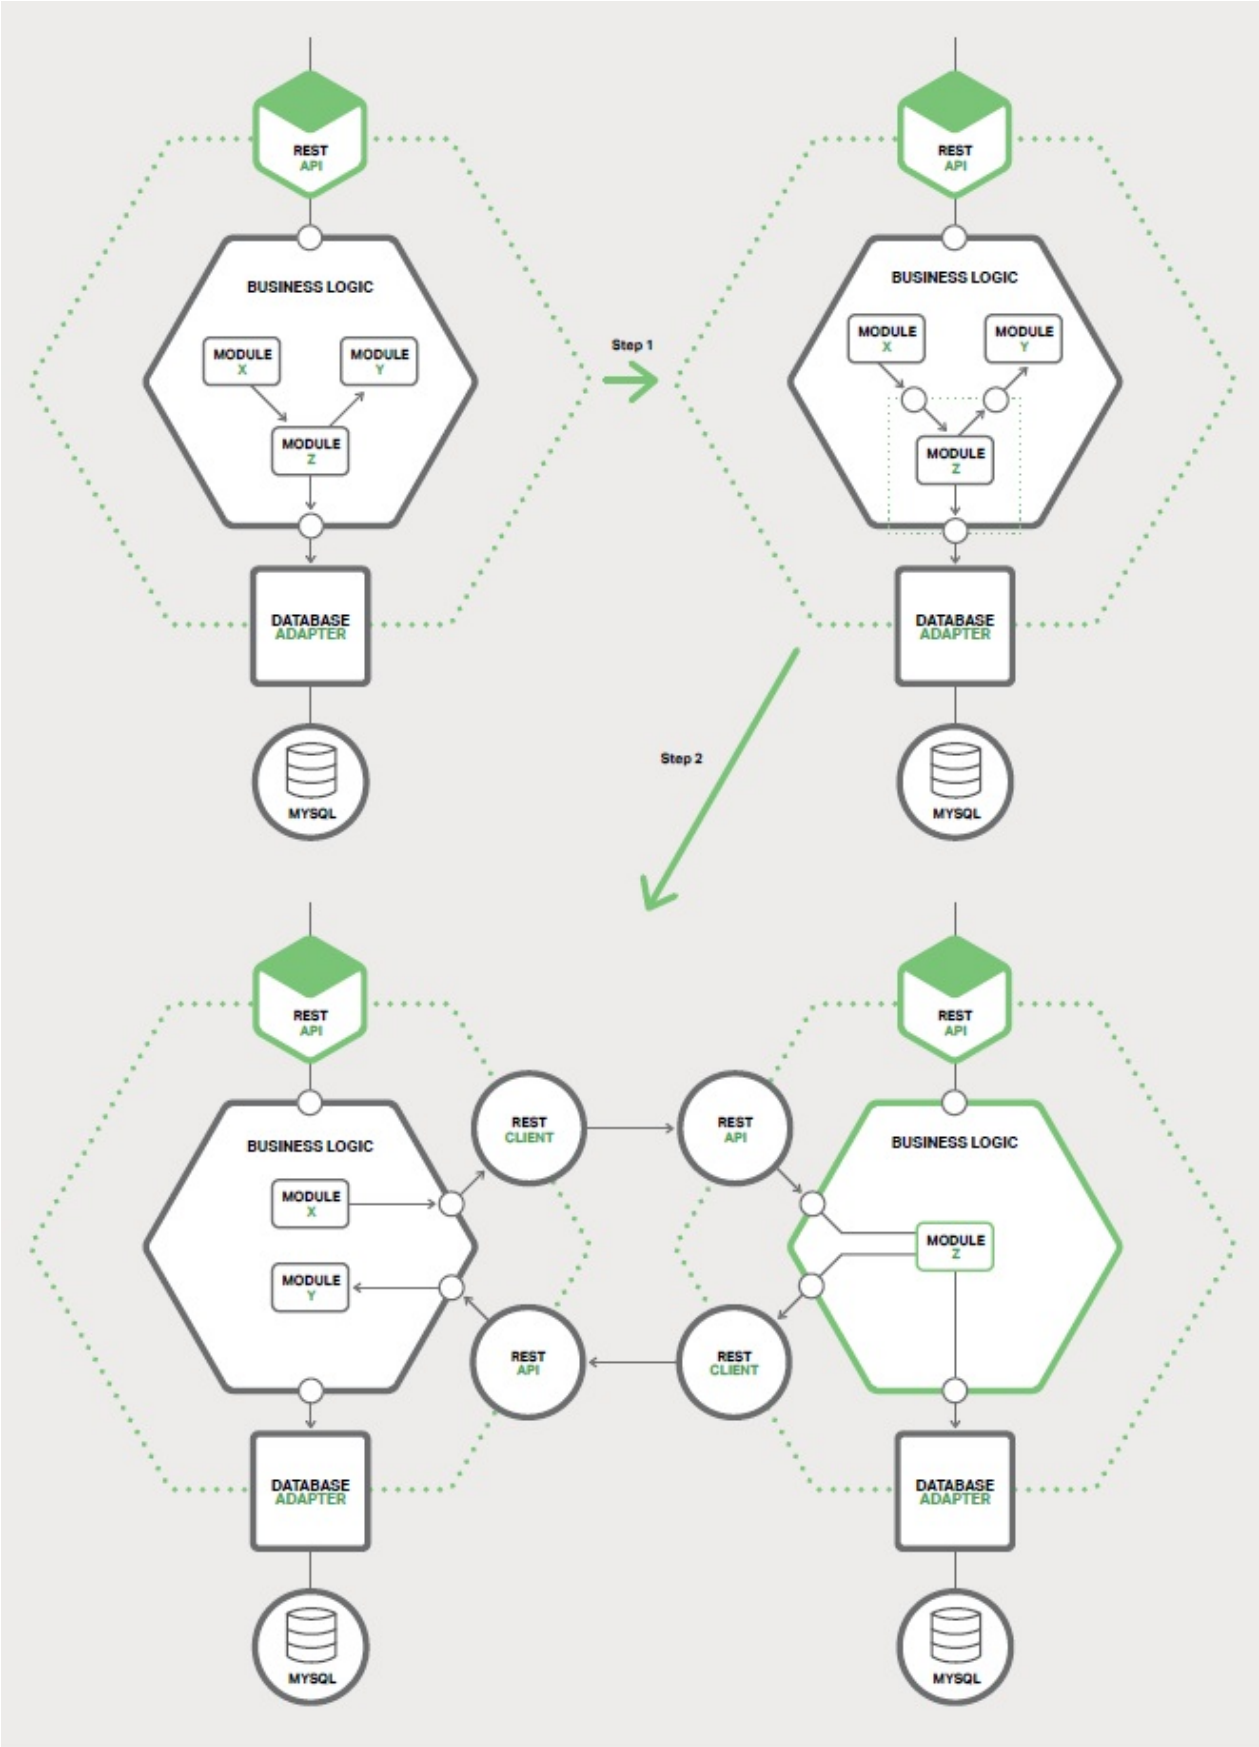 REST
API
BUSINESS LOGIC
MODULE
X
MODULE
Y
MODULE
Z
DATABASE
ADAPTER
MYSQL
Step 1
REST
API
BUSINESS LOGIC
MODULE
X
MODULE
Y
MODULE
Z
DATABASE
ADAPTER
MYSQL
Step 2
REST
API
BUSINESS LOGIC
MODULE
X
MODULE
Y
REST
CLIENT
REST
API
DATABASE
ADAPTER
MYSQL
REST
API
REST
API
BUSINESS LOGIC
MODULE
Z
REST
CLIENT
DATABASE
ADAPTER
MYSQL